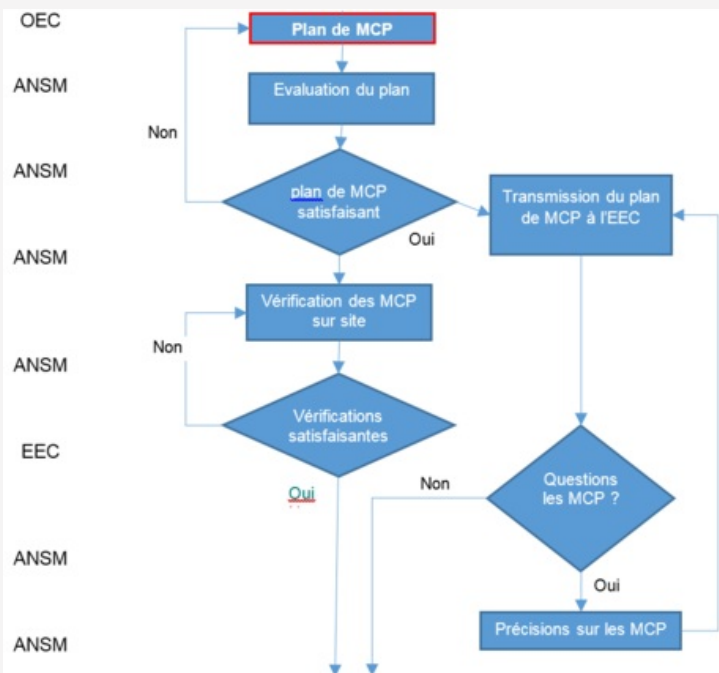 OEC
Plan de MCP
ANSM
Evaluation du plan
Non
ANSM
plan de MCP
satisfaisant
Transmission du plan
de MCP à l'EEC
Oui
ANSM
Vérification des MCP
sur site
Non
ANSM
Vérifications
satisfaisantes
EEC
Oui
Non
Questions
les MCP ?
ANSM
Oui
Précisions sur les MCP
ANSM